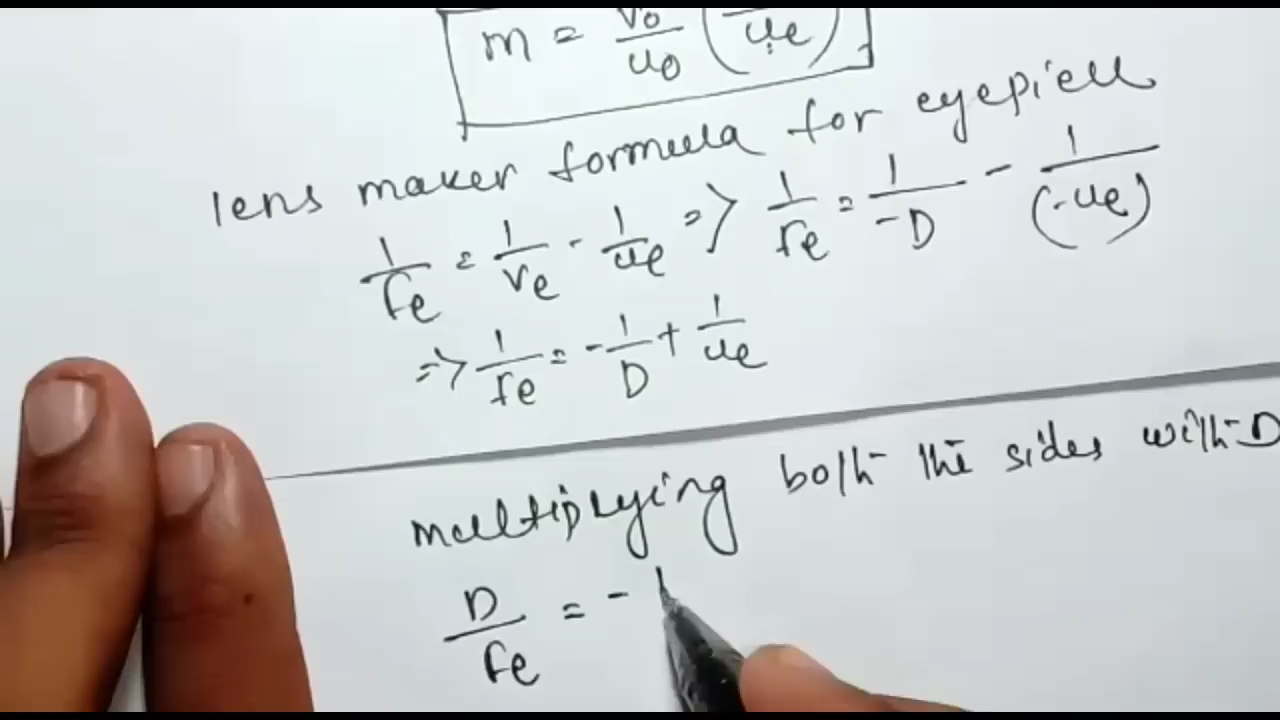 m = v₀/u₀ ( /uₑ)
lens maker formula for eyepiece
1/fₑ = 1/vₑ - 1/uₑ => 1/fₑ = 1/-D - 1/(-uₑ)
=> 1/fₑ = -1/D + 1/uₑ
multiplying both the sides with D
D/fₑ = - 1